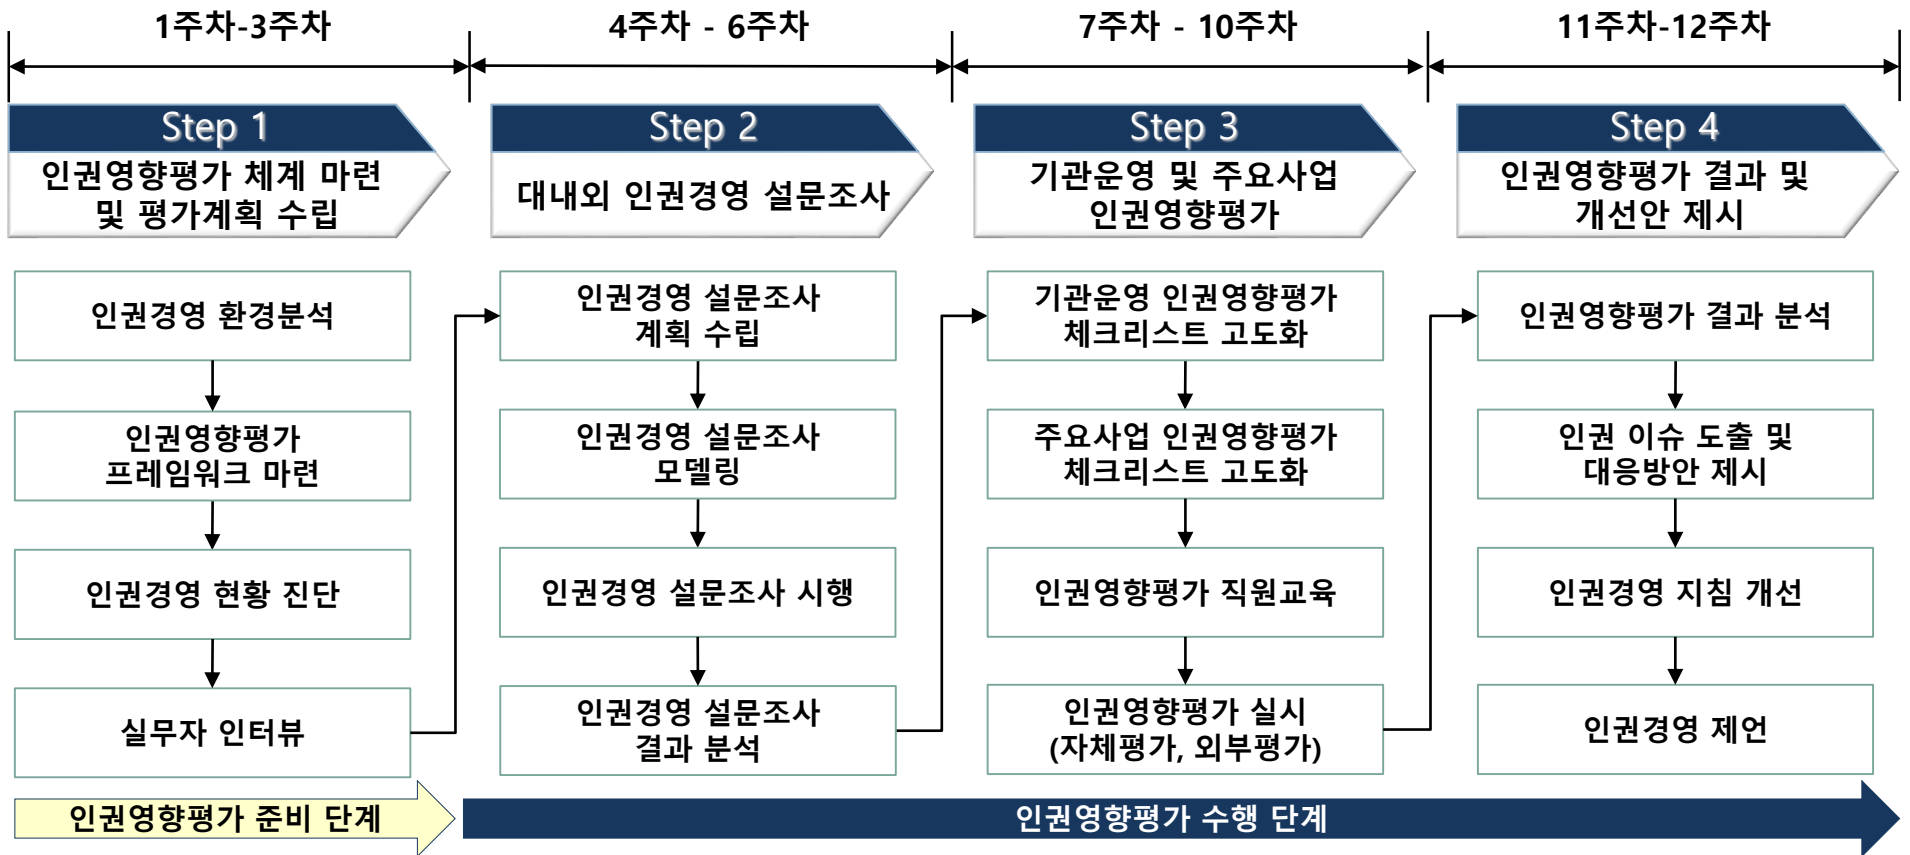 1주차-3주차
4주차 - 6주차
7주차 - 10주차
11주차-12주차
Step 1
인권영향평가 체계 마련
및 평가계획 수립
Step 2
대내외 인권경영 설문조사
Step 3
기관운영 및 주요사업
인권영향평가
Step 4
인권영향평가 결과 및
개선안 제시
인권경영 환경분석
인권영향평가
프레임워크 마련
인권경영 현황 진단
실무자 인터뷰
인권경영 설문조사
계획 수립
인권경영 설문조사
모델링
인권경영 설문조사 시행
인권경영 설문조사
결과 분석
기관운영 인권영향평가
체크리스트 고도화
주요사업 인권영향평가
체크리스트 고도화
인권영향평가 직원교육
인권영향평가 실시
(자체평가, 외부평가)
인권영향평가 결과 분석
인권 이슈 도출 및
대응방안 제시
인권경영 지침 개선
인권경영 제언
인권영향평가 준비 단계
인권영향평가 수행 단계